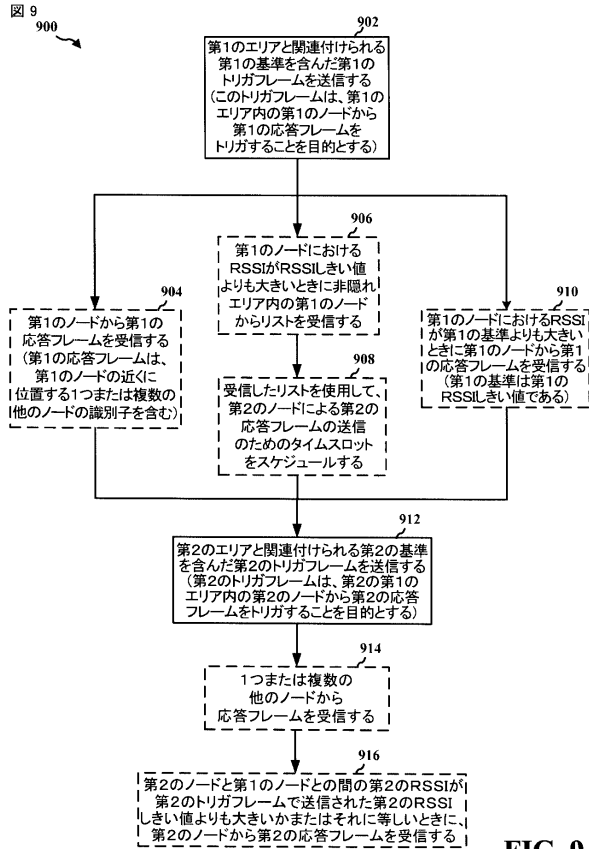 図 9
900
902
第1のエリアと関連付けられる
第1の基準を含んだ第1の
トリガフレームを送信する
(このトリガフレームは、第1の
エリア内の第1のノードから
第1の応答フレームを
トリガすることを目的とする)
904
第1のノードから第1の
応答フレームを受信する
(第1の応答フレームは、
第1のノードの近くに
位置する1つまたは複数の
他のノードの識別子を含む)
906
第1のノードにおける
RSSIがRSSIしきい値
よりも大きいときに非隠れ
エリア内の第1のノード
からリストを受信する
908
受信したリストを使用して、
第2のノードによる第2の
応答フレームの送信
のためのタイムスロット
をスケジュールする
910
第1のノードにおけるRSSI
が第1の基準よりも大きい
ときに第1のノードから第1
の応答フレームを受信する
(第1の基準は第1の
RSSIしきい値である)
912
第2のエリアと関連付けられる第2の基準
を含んだ第2のトリガフレームを送信する
(第2のトリガフレームは、第2の第1の
エリア内の第2のノードから第2の応答
フレームをトリガすることを目的とする)
914
1つまたは複数の
他のノードから
応答フレームを受信する
916
第2のノードと第1のノードとの間の第2のRSSIが
第2のトリガフレームで送信された第2のRSSI
しきい値よりも大きいかまたはそれに等しいときに、
第2のノードから第2の応答フレームを受信する
FIG. 9